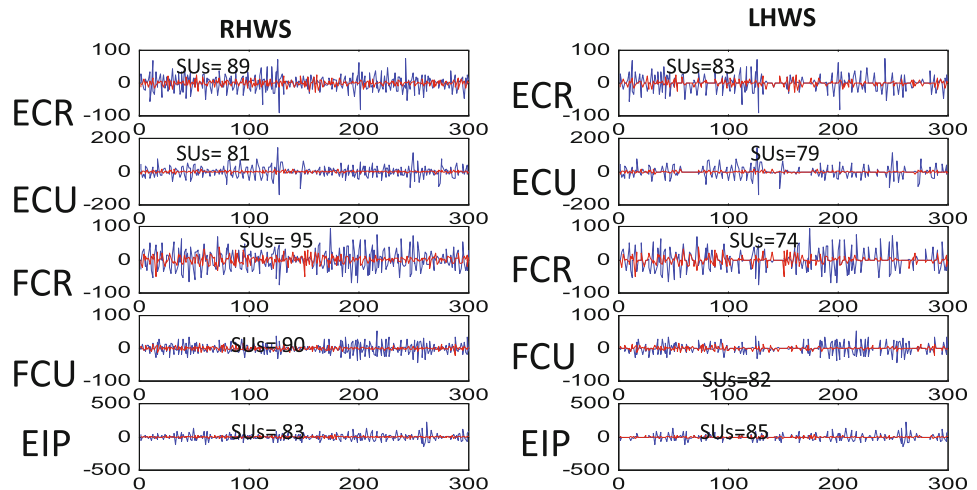 RHWS
LHWS
100
SUs= 89
0
ECR
-100
0 100 200 300
200
SUs= 81
0
ECU
-200
0 100 200 300
100
SUs= 95
0
FCR
-100
0 100 200 300
100
SUs= 90
0
FCU
-100
0 100 200 300
500
SUs= 83
0
EIP
-500
0 100 200 300
100
SUs=83
0
ECR
-100
0 100 200 300
200
SUs=79
0
ECU
-200
0 100 200 300
100
SUs=74
0
FCR
-100
0 100 200 300
100
0
FCU
SUs=82
-100
0 100 200 300
500
SUs=85
0
EIP
-500
0 100 200 300